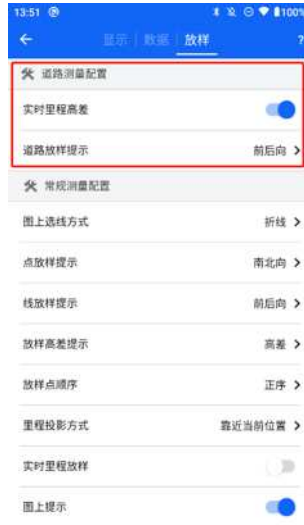 13:51 100%
显示 | 数据 | 放样 ?
道路测量配置
实时里程高差
道路放样提示 前后向
常规测量配置
图上选线方式 折线
点放样提示 南北向
线放样提示 前后向
放样高差提示 高差
放样点顺序 正序
里程投影方式 靠近当前位置
实时里程放样
图上提示